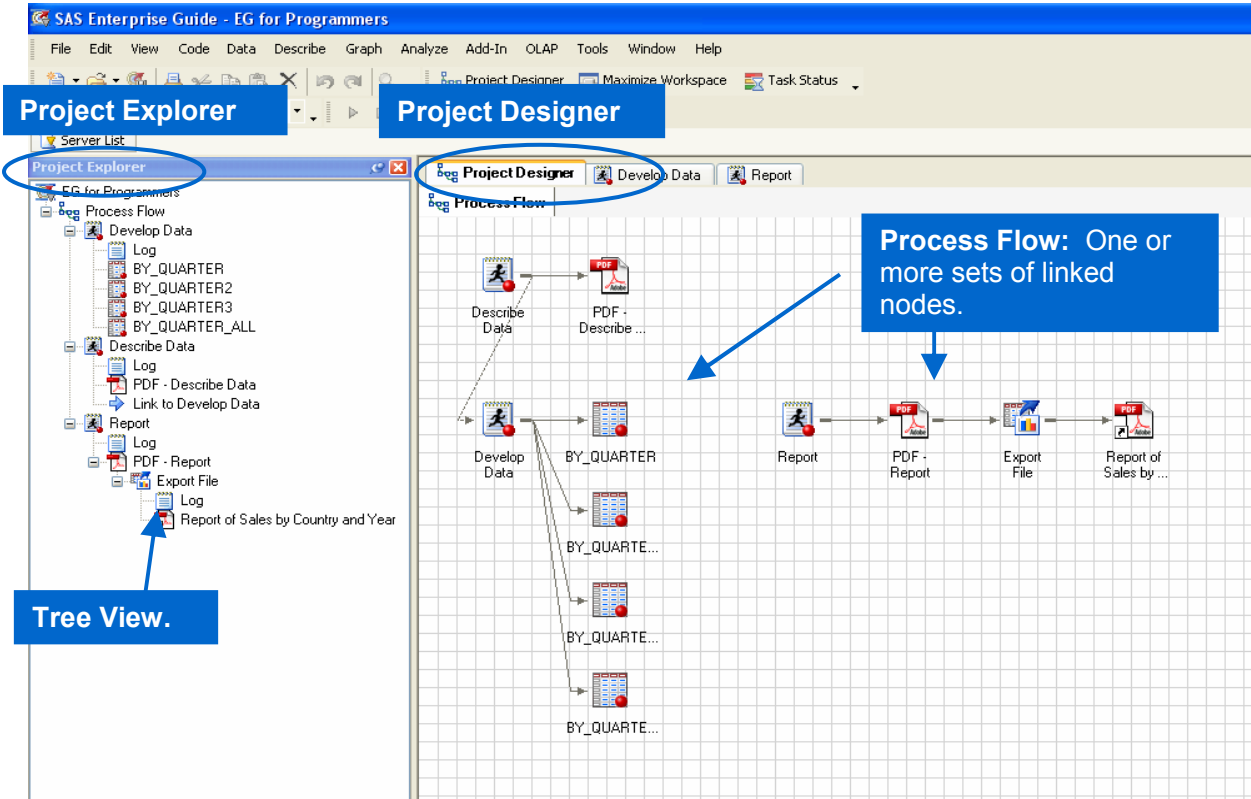 SAS Enterprise Guide - EG for Programmers
File Edit View Code Data Describe Graph Analyze Add-In OLAP Tools Window Help
Project Designer Maximize Workspace Task Status
Project Explorer
Project Designer
Server List
Project Explorer
EG for Programmers
Process Flow
Develop Data
Log
BY_QUARTER
BY_QUARTER2
BY_QUARTER3
BY_QUARTER_ALL
Describe Data
Log
PDF - Describe Data
Link to Develop Data
Report
Log
PDF - Report
Export File
Log
Report of Sales by Country and Year
Tree View.
Project Designer Develop Data Report
Process Flow
Process Flow: One or
more sets of linked
nodes.
Describe
Data
PDF -
Describe ...
Develop
Data
BY_QUARTER
BY_QUARTE...
BY_QUARTE...
BY_QUARTE...
Report
PDF -
Report
Export
File
Report of
Sales by ...